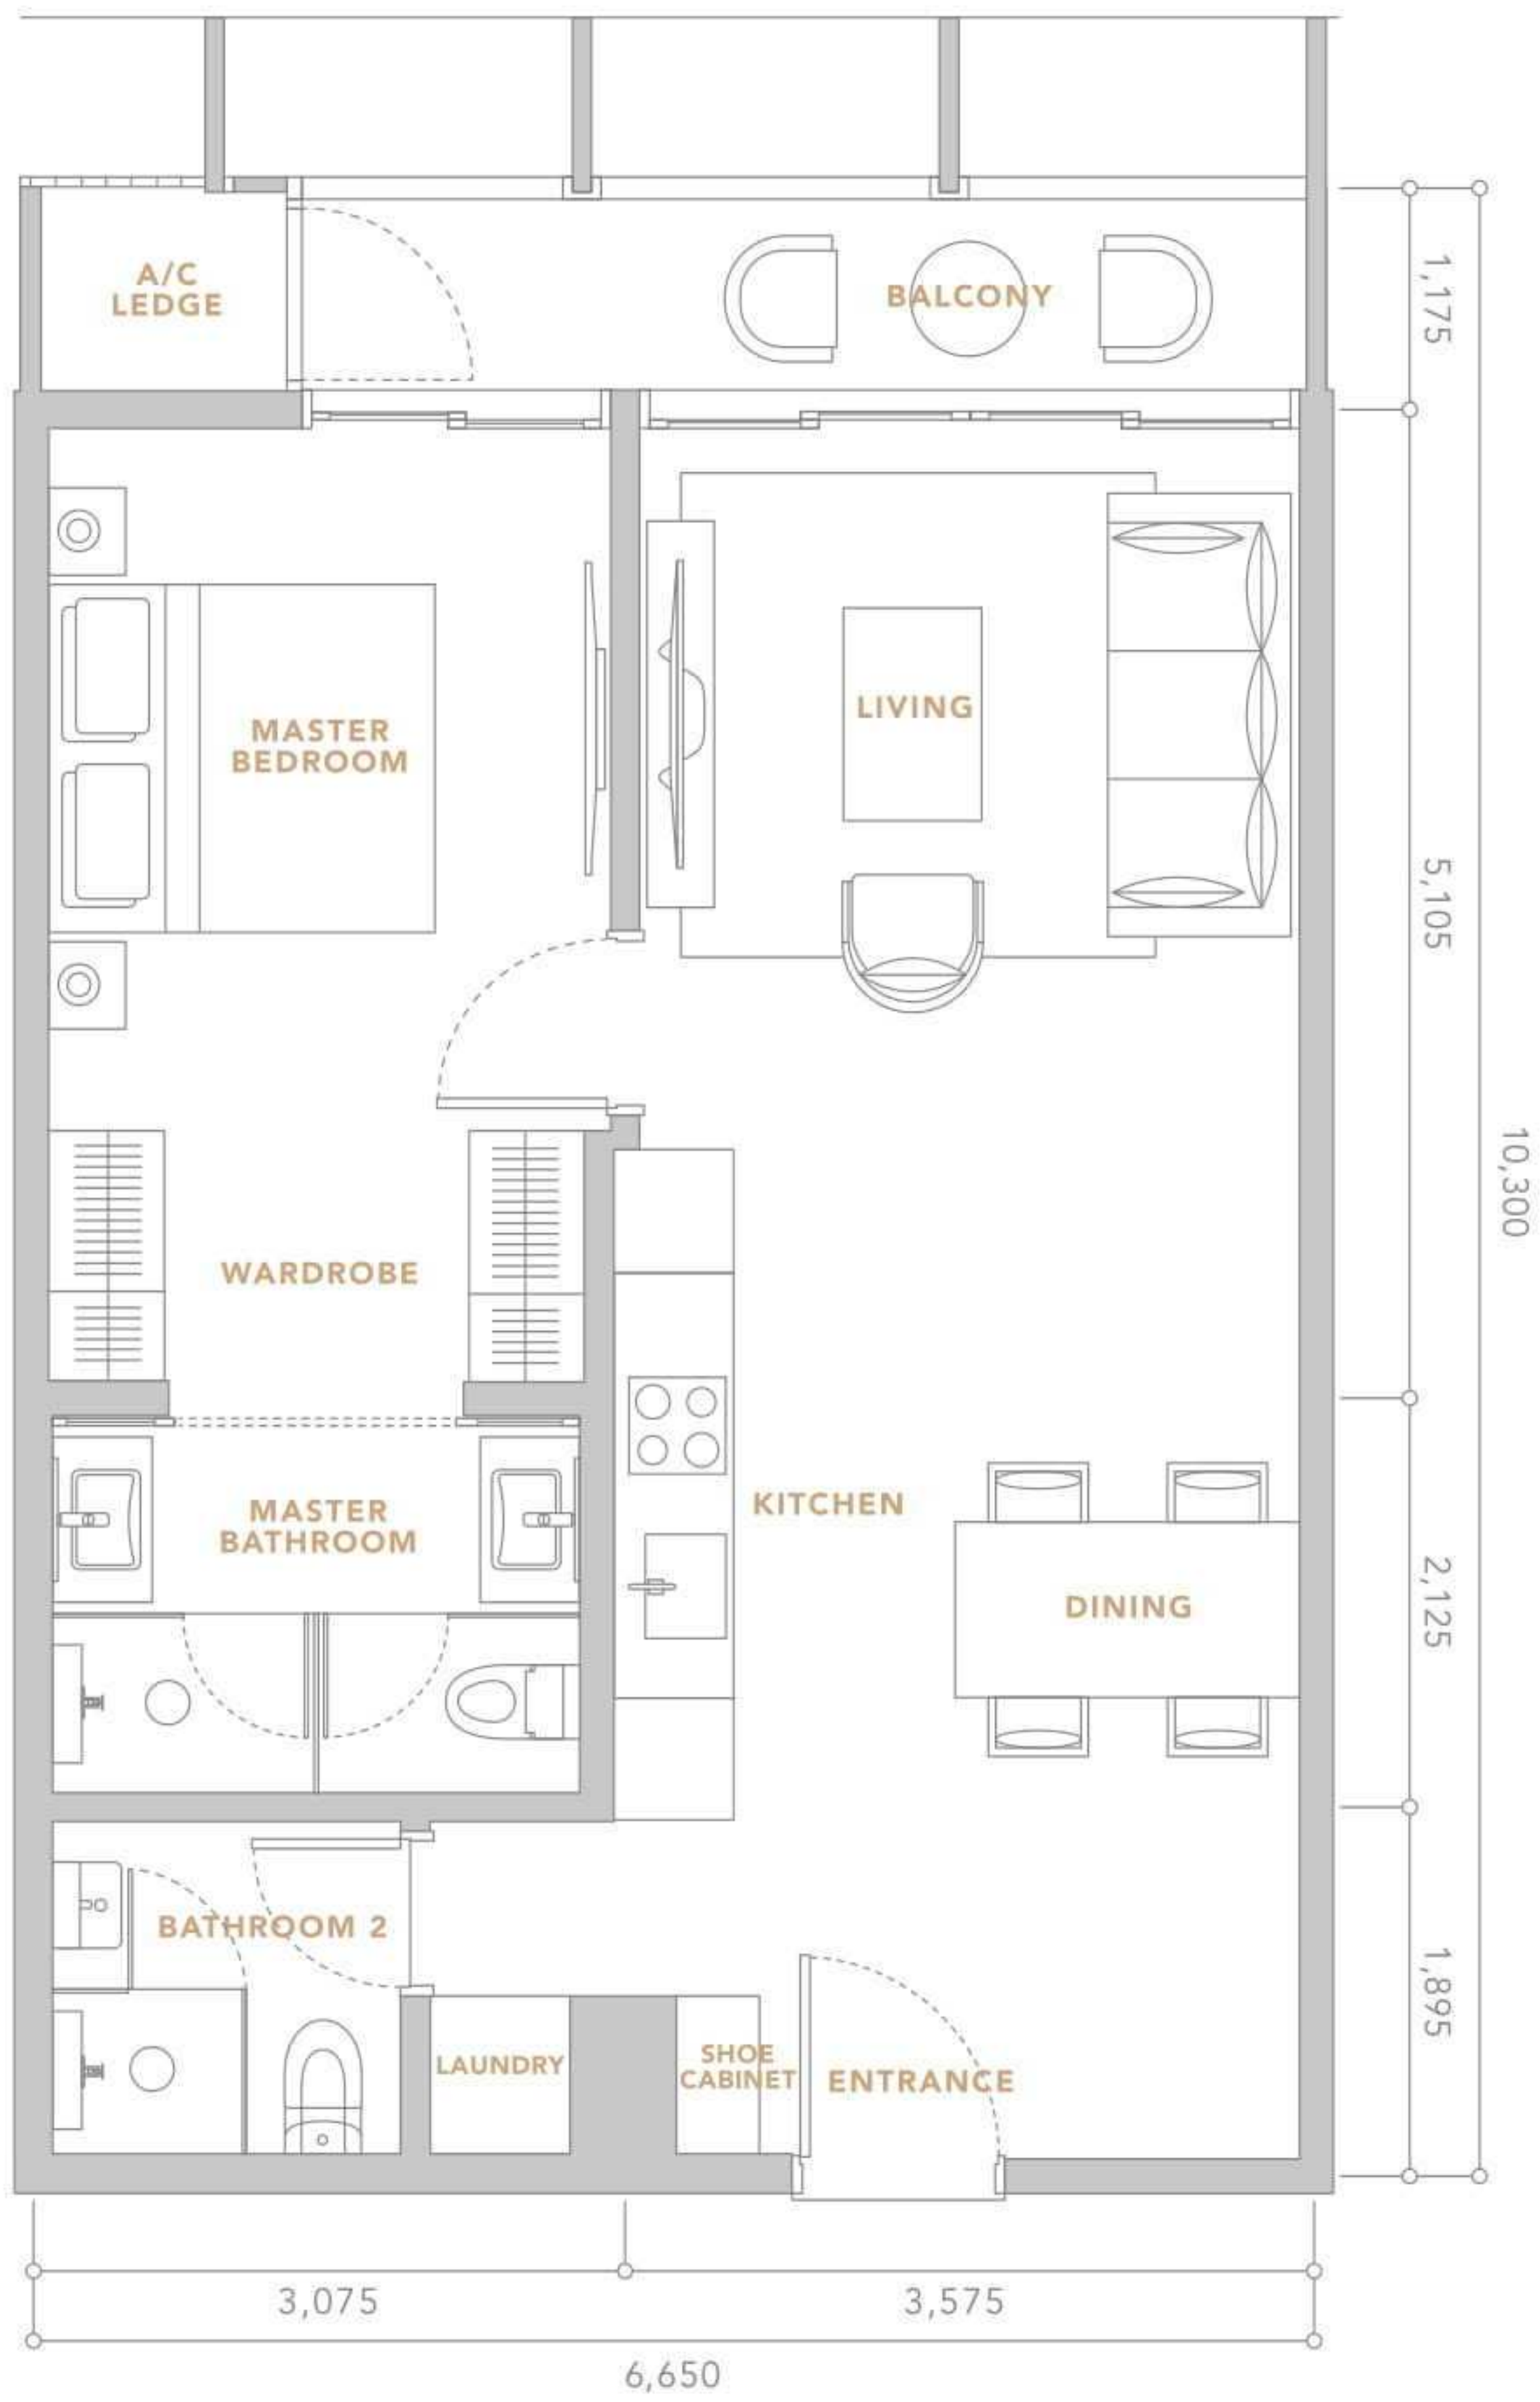 A/C
LEDGE
BALCONY
1,175
MASTER
BEDROOM
LIVING
5,105
10,300
WARDROBE
MASTER
BATHROOM
KITCHEN
DINING
2,125
BATHROOM 2
LAUNDRY
SHOE
CABINET
ENTRANCE
1,895
3,075
3,575
6,650